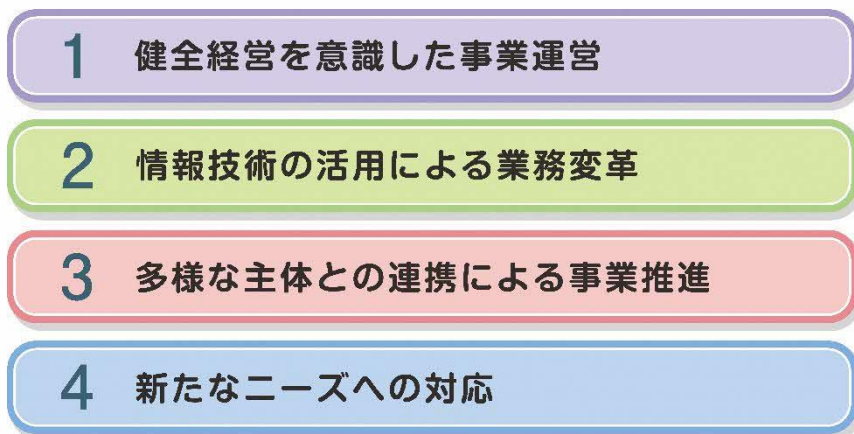 1 健全経営を意識した事業運営
2 情報技術の活用による業務変革
3 多様な主体との連携による事業推進
4 新たなニーズへの対応